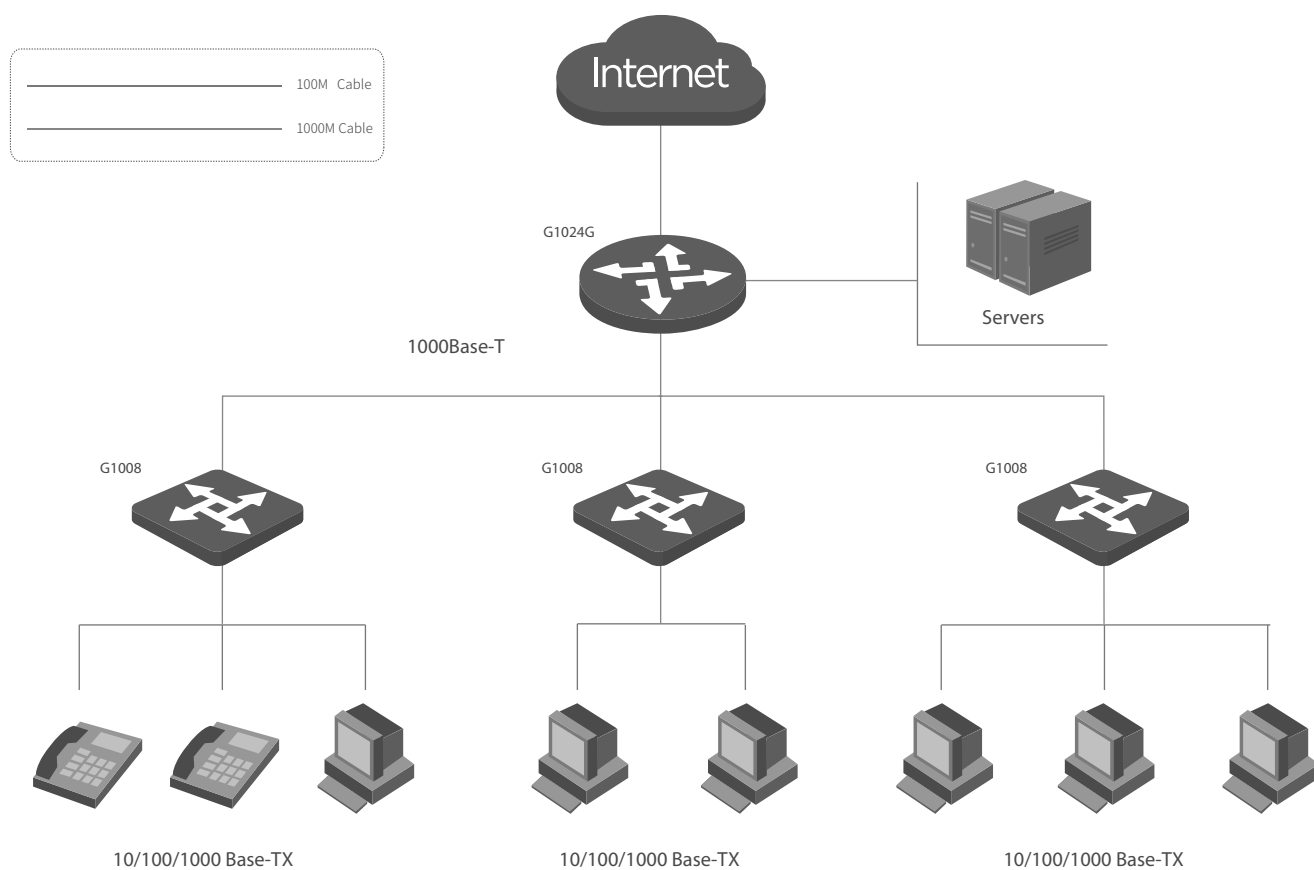 Internet
100M Cable
1000M Cable
G1024G
Servers
1000Base-T
G1008
G1008
G1008
10/100/1000 Base-TX
10/100/1000 Base-TX
10/100/1000 Base-TX